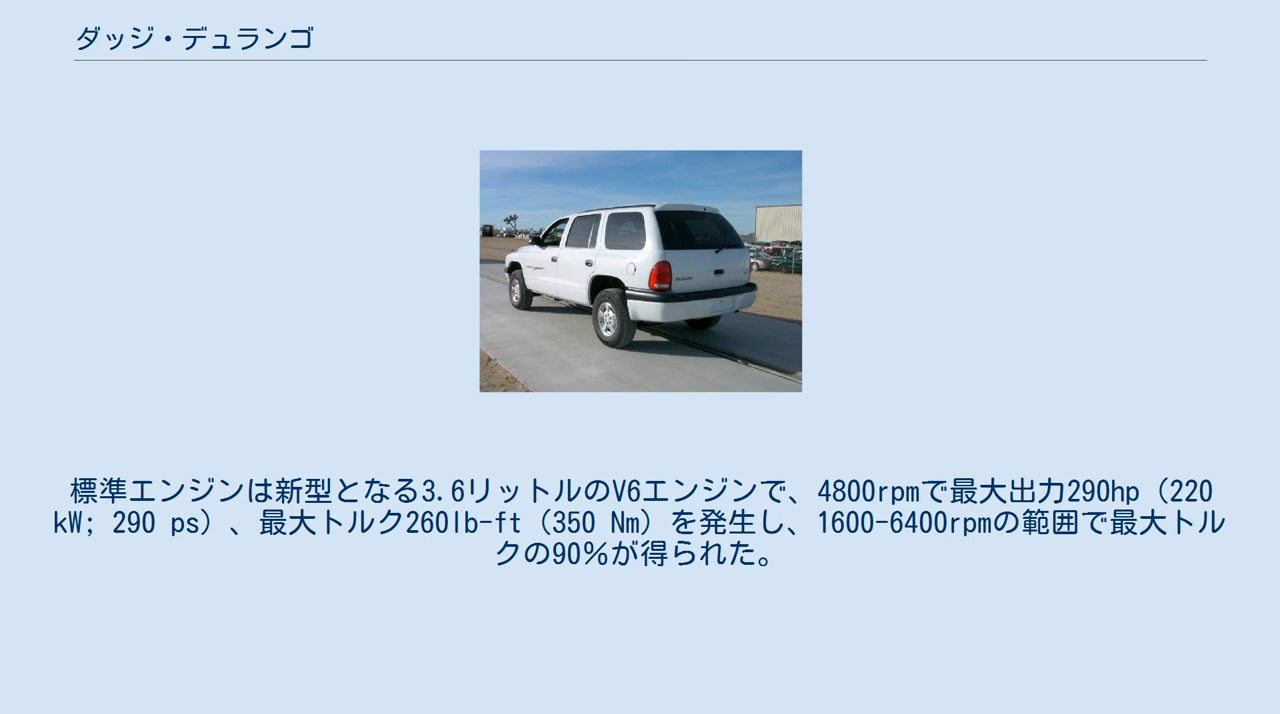 ダッジ・デュランゴ
標準エンジンは新型となる3.6リットルのV6エンジンで、4800rpmで最大出力290hp（220
kW; 290 ps）、最大トルク260lb-ft（350 Nm）を発生し、1600-6400rpmの範囲で最大トル
クの90％が得られた。